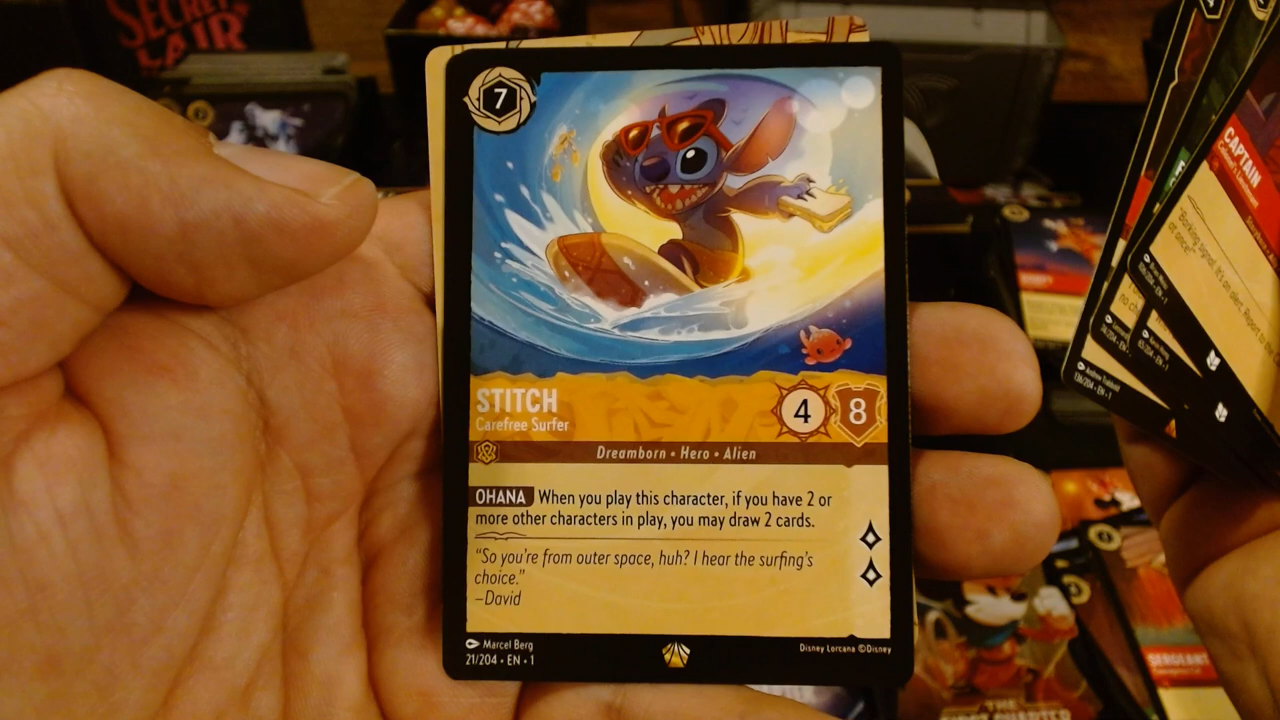 SECRET
LAIR
7
STITCH
Carefree Surfer
4
8
Dreamborn • Hero • Alien
OHANA When you play this character, if you have 2 or
more other characters in play, you may draw 2 cards.
“So you’re from outer space, huh? I hear the surfing’s
choice.”
–David
Marcel Berg
21/204 • EN • 1
Disney Lorcana ©Disney
CAPTAIN
SERGEANT